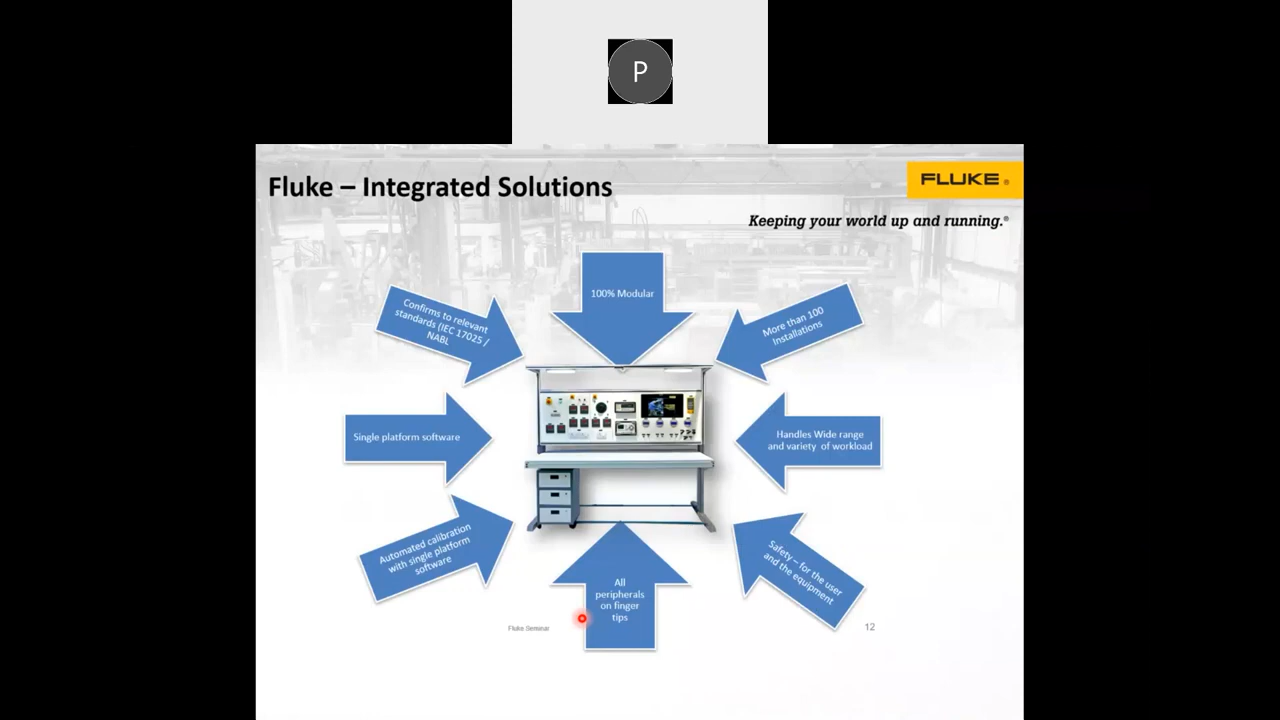 P
Fluke – Integrated Solutions
FLUKE®
Keeping your world up and running.®
100% Modular
Confirms to relevant
standards (IEC 17025 /
NABL
More than 100
Installations
Single platform software
Handles Wide range
and variety of workload
Automated calibration
with single platform
software
Safety – for the user
and the equipment
All
peripherals
on finger
tips
Fluke Seminar
12